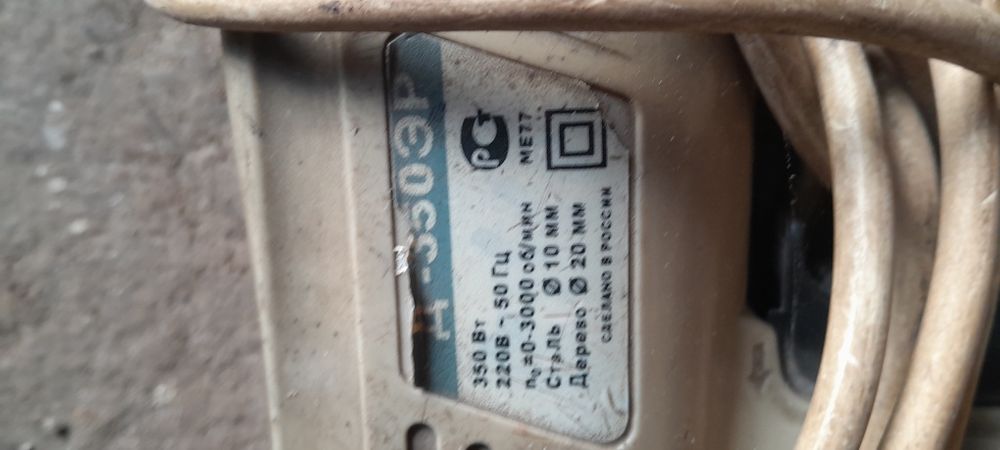 Д-350ЭР
350 Вт
220В ~ 50 Гц
n₀=0-3000 об/мин
Сталь Ø 10 мм
Дерево Ø 20 мм
СДЕЛАНО В РОССИИ
РСТ
МЕ77